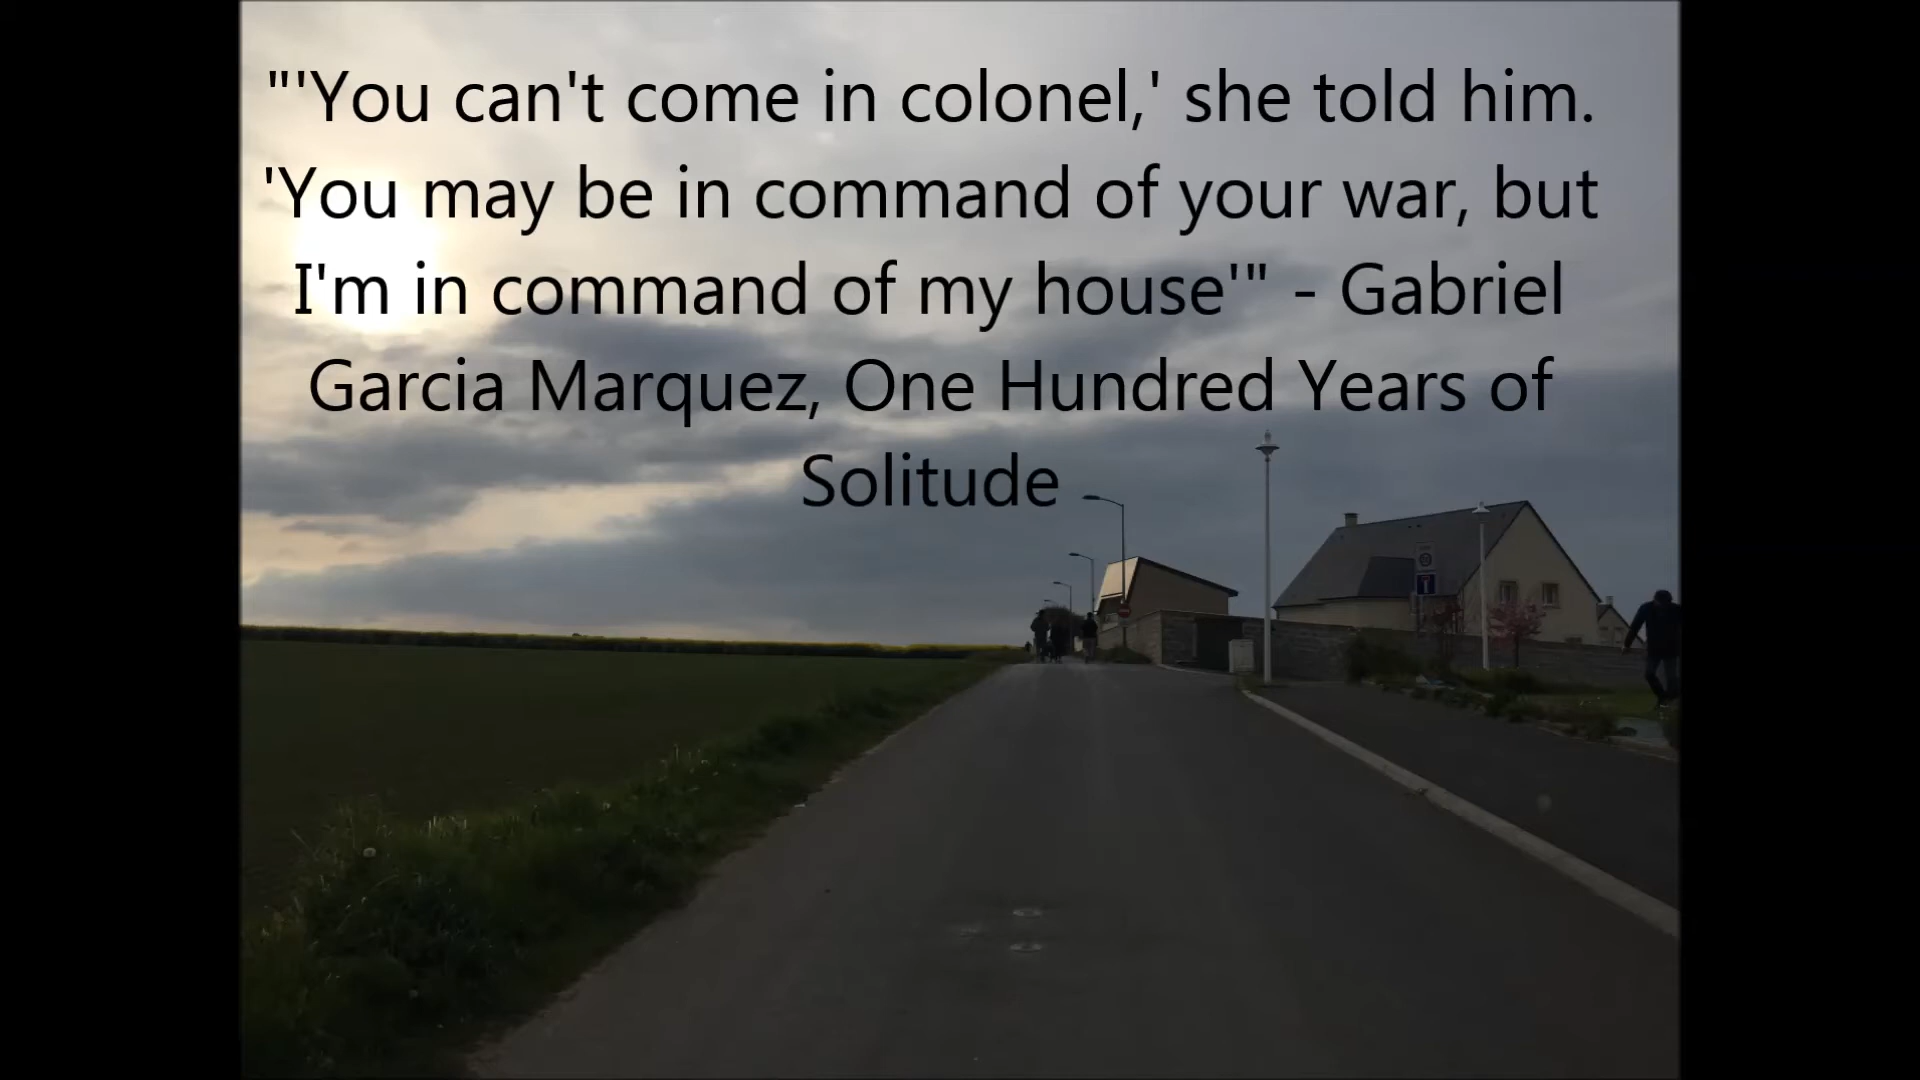 "'You can't come in colonel,' she told him.
'You may be in command of your war, but
I'm in command of my house'" - Gabriel
Garcia Marquez, One Hundred Years of
Solitude